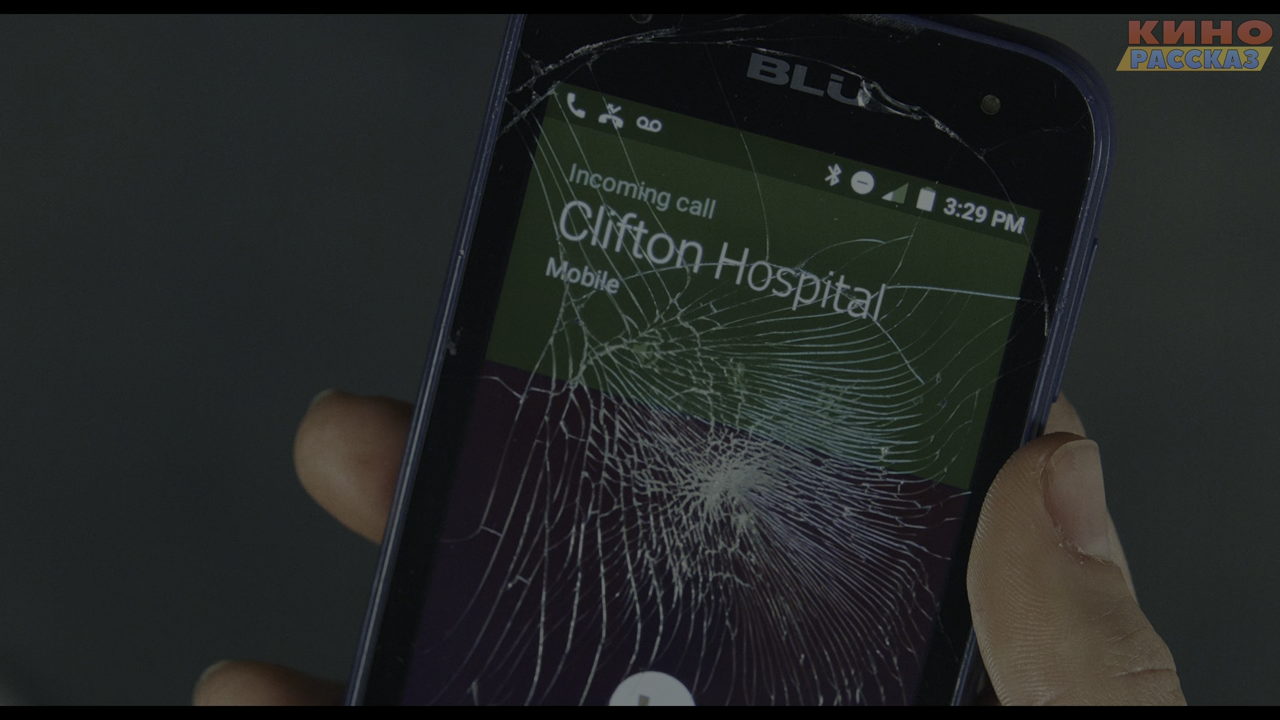 КИНО
РАССКАЗ
BLU
3:29 PM
Incoming call
Clifton Hospital
Mobile